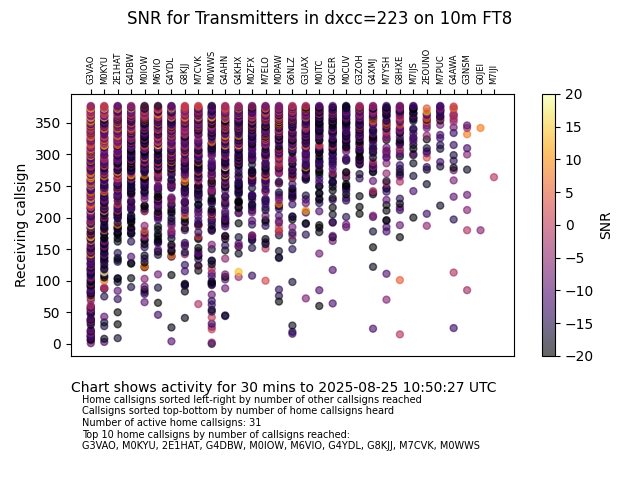 SNR for Transmitters in dxcc=223 on 10m FT8
G3VAO M0KYU 2E1HAT G4DBW M0IOW M6VIO G4YDL G8KJJ M7CVK M0WWS G4AHN G4KHX M0ZFX M7ELO M0PAW G6NLZ G3UAX M0ITC G0CER M0CUV G3ZOH G4XMJ M7YSH G8HXE M7IJS 2E0UNO M7PUC G4AWA G3NSM G0JEI M7IJI
Receiving callsign
350
300
250
200
150
100
50
0
20
15
10
5
0
−5
−10
−15
−20
SNR
Chart shows activity for 30 mins to 2025-08-25 10:50:27 UTC
Home callsigns sorted left-right by number of other callsigns reached
Callsigns sorted top-bottom by number of home callsigns heard
Number of active home callsigns: 31
Top 10 home callsigns by number of callsigns reached:
G3VAO, M0KYU, 2E1HAT, G4DBW, M0IOW, M6VIO, G4YDL, G8KJJ, M7CVK, M0WWS